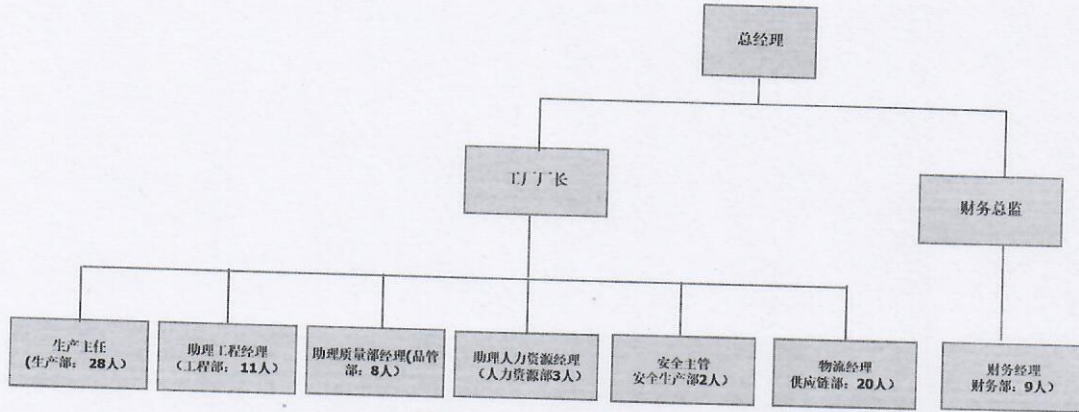 总经理
工厂厂长
财务总监
生产主任
(生产部：28人)
助理工程经理
（工程部：11人）
助理质量部经理(品管
部：8人）
助理人力资源经理
（人力资源部3人）
安全主管
安全生产部2人）
物流经理
供应链部：20人）
财务经理
财务部：9人）